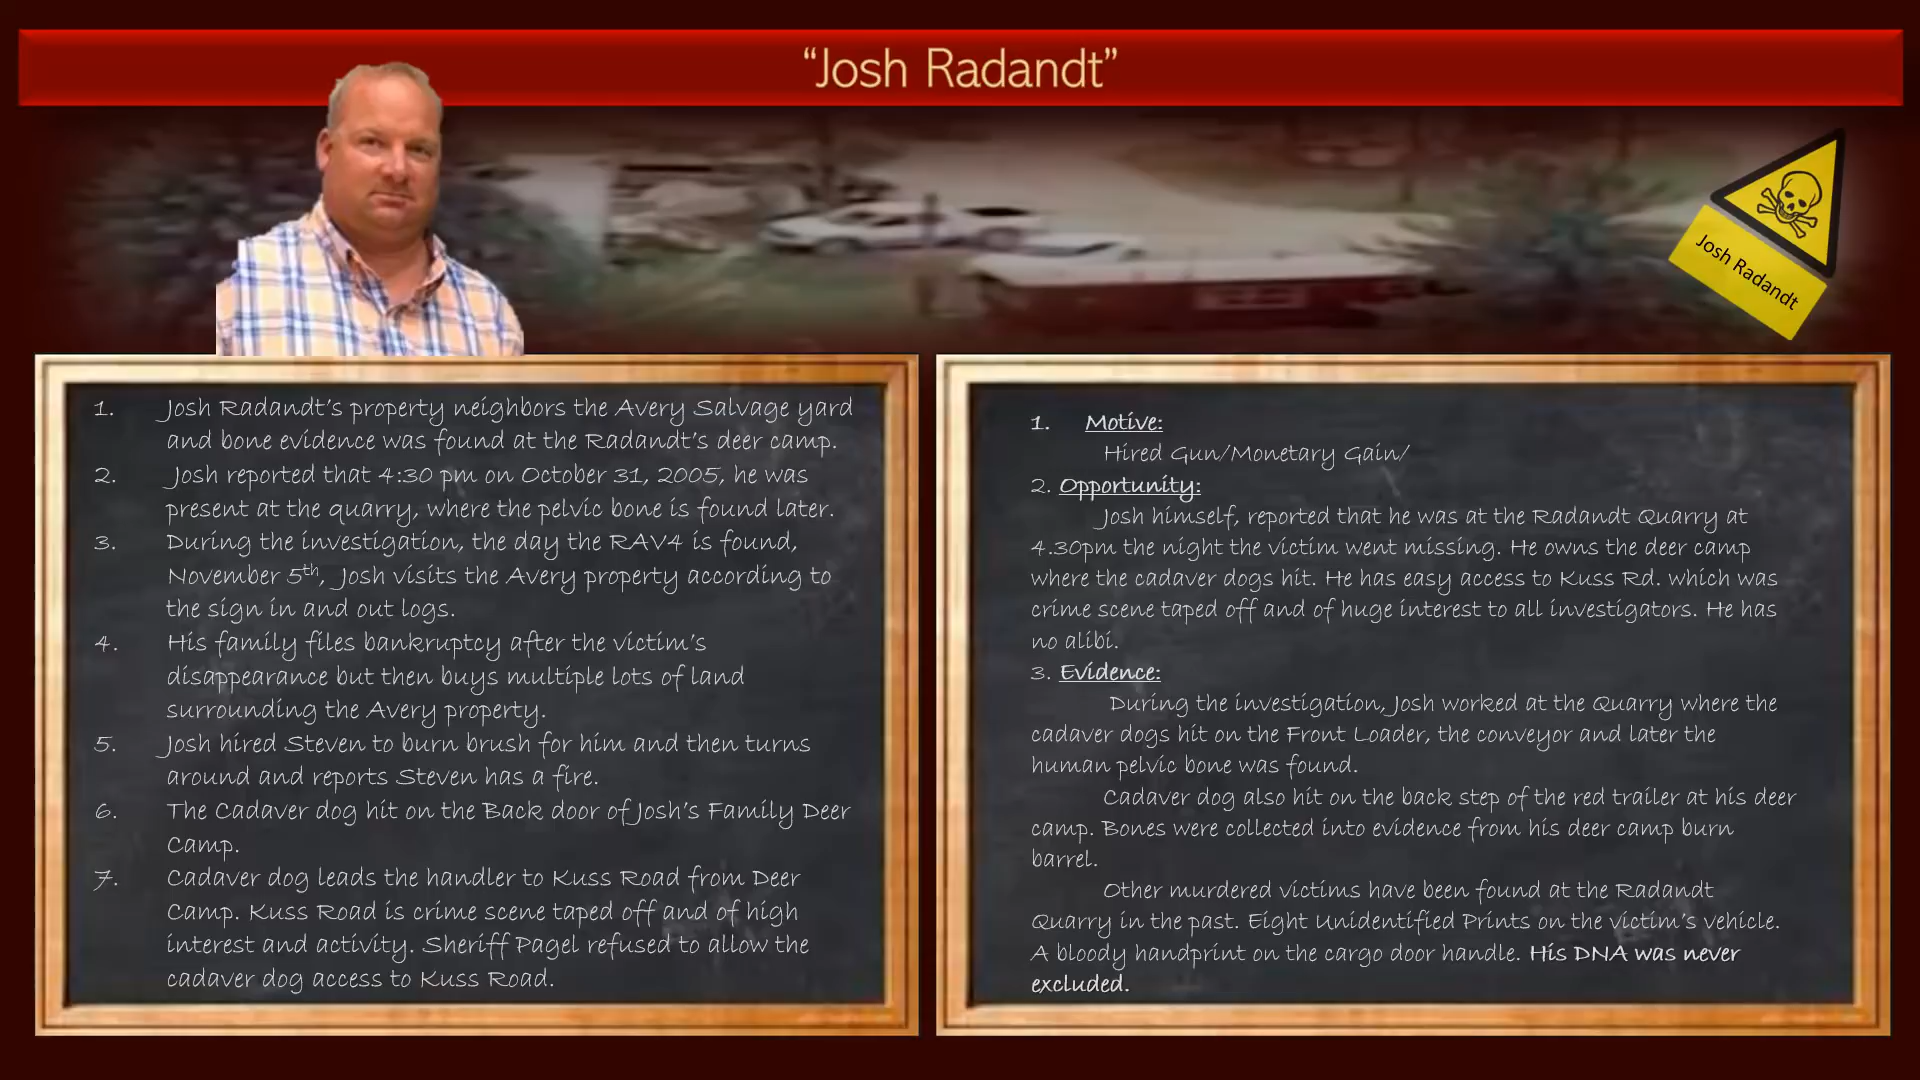 “Josh Radandt”
Josh Radandt
1. Josh Radandt's property neighbors the Avery Salvage yard
and bone evidence was found at the Radandt's deer camp.
2. Josh reported that 4:30 pm on October 31, 2005, he was
present at the quarry, where the pelvic bone is found later.
3. During the investigation, the day the RAV4 is found,
November 5th, Josh visits the Avery property according to
the sign in and out logs.
4. His family files bankruptcy after the victim's
disappearance but then buys multiple lots of land
surrounding the Avery property.
5. Josh hired Steven to burn brush for him and then turns
around and reports Steven has a fire.
6. The Cadaver dog hit on the Back door of Josh's Family Deer
Camp.
7. Cadaver dog leads the handler to Kuss Road from Deer
Camp. Kuss Road is crime scene taped off and of high
interest and activity. Sheriff Pagel refused to allow the
cadaver dog access to Kuss Road.
1. Motive:
Hired Gun/Monetary Gain/
2. Opportunity:
Josh himself, reported that he was at the Radandt Quarry at
4.30pm the night the victim went missing. He owns the deer camp
where the cadaver dogs hit. He has easy access to Kuss Rd. which was
crime scene taped off and of huge interest to all investigators. He has
no alibi.
3. Evidence:
During the investigation, Josh worked at the Quarry where the
cadaver dogs hit on the Front Loader, the conveyor and later the
human pelvic bone was found.
Cadaver dog also hit on the back step of the red trailer at his deer
camp. Bones were collected into evidence from his deer camp burn
barrel.
Other murdered victims have been found at the Radandt
Quarry in the past. Eight Unidentified Prints on the victim's vehicle.
A bloody handprint on the cargo door handle. His DNA was never
excluded.